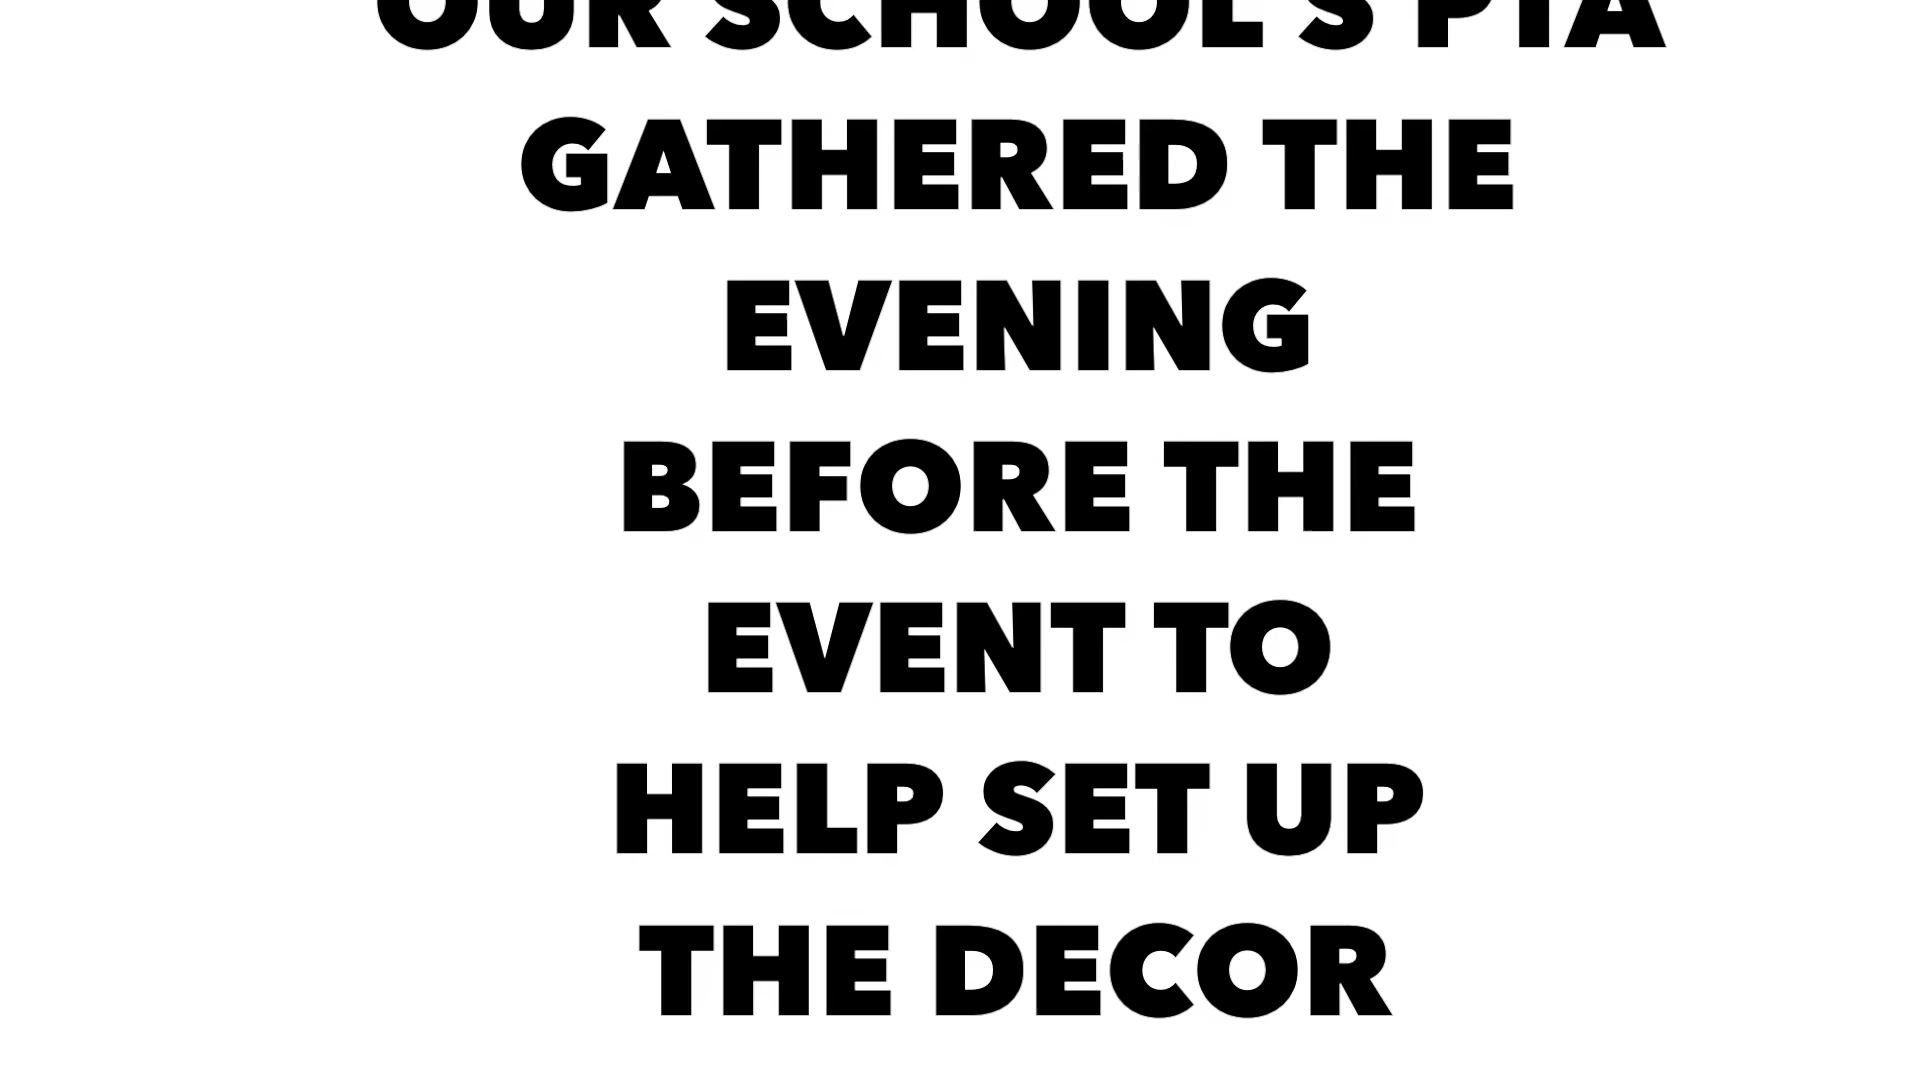 OUR SCHOOL'S PTA
GATHERED THE
EVENING
BEFORE THE
EVENT TO
HELP SET UP
THE DECOR